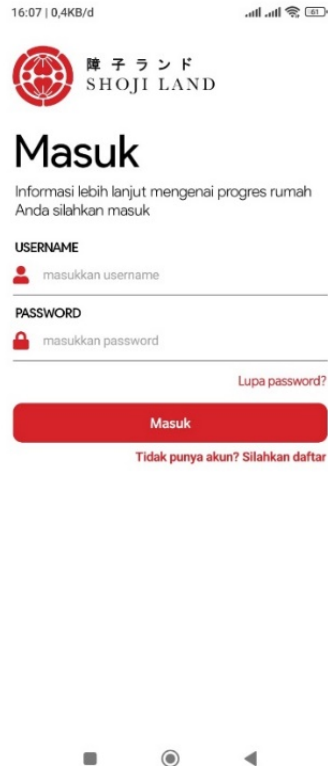 16:07 | 0,4KB/d
61
障子ランド
SHOJI LAND
Masuk
Informasi lebih lanjut mengenai progres rumah
Anda silahkan masuk
USERNAME
masukkan username
PASSWORD
masukkan password
Lupa password?
Masuk
Tidak punya akun? Silahkan daftar